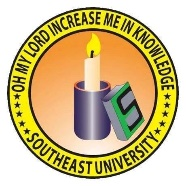 OH MY LORD INCREASE ME IN KNOWLEDGE
S
SOUTHEAST UNIVERSITY